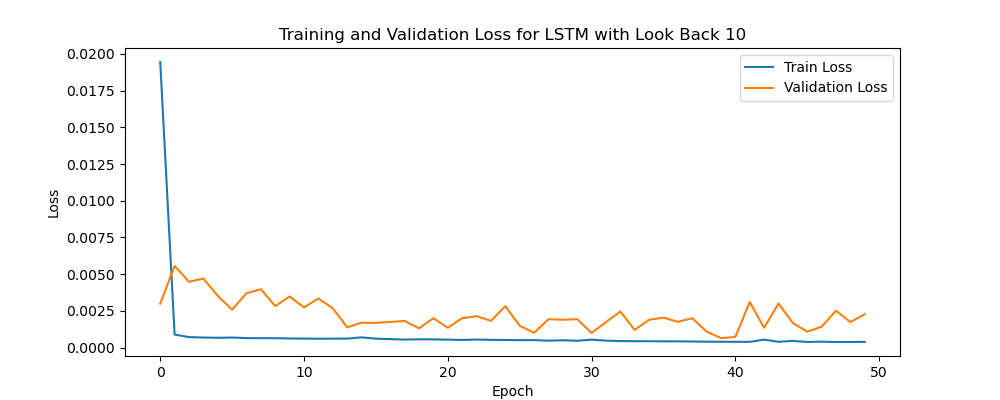 Training and Validation Loss for LSTM with Look Back 10
Train Loss
Validation Loss
0.0200
0.0175
0.0150
0.0125
0.0100
0.0075
0.0050
0.0025
0.0000
Loss
0 10 20 30 40 50
Epoch